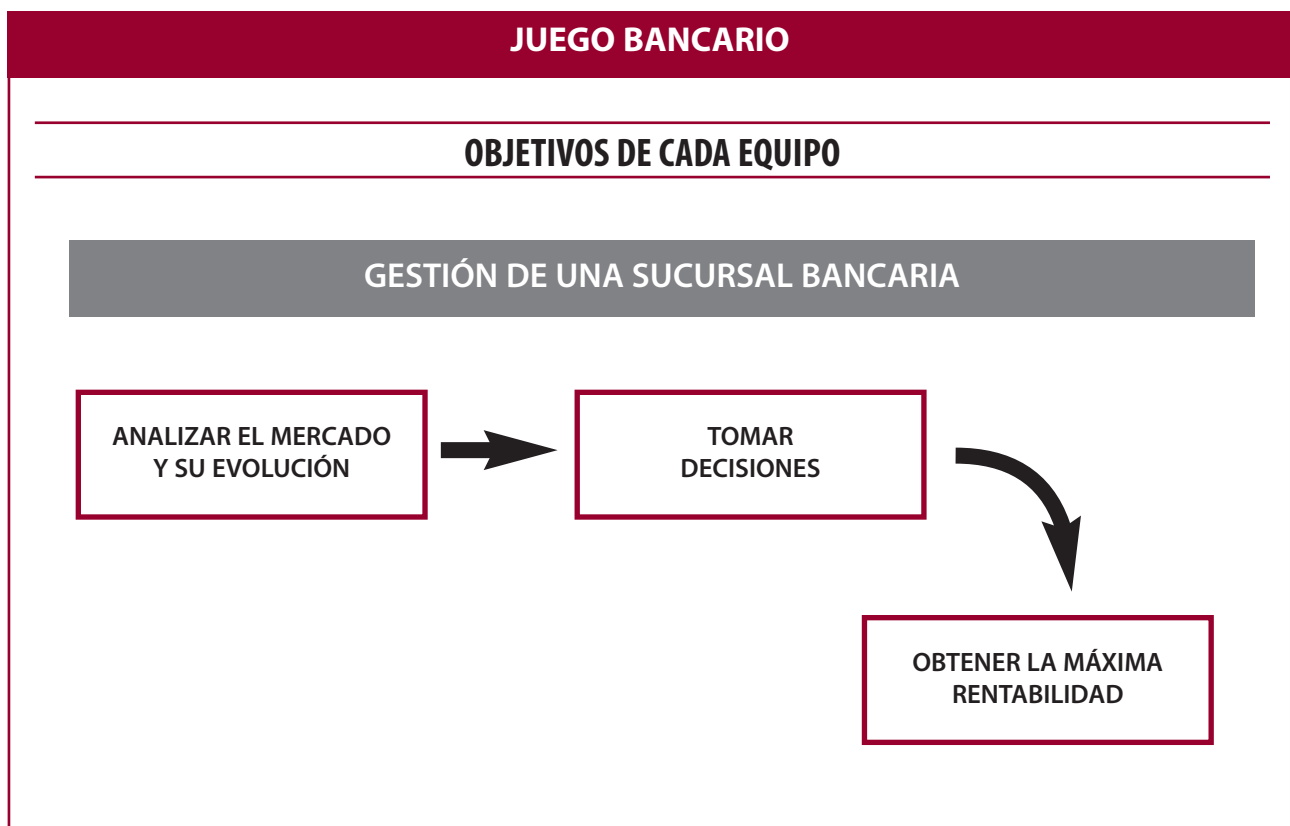 JUEGO BANCARIO
OBJETIVOS DE CADA EQUIPO
GESTIÓN DE UNA SUCURSAL BANCARIA
ANALIZAR EL MERCADO
Y SU EVOLUCIÓN
TOMAR
DECISIONES
OBTENER LA MÁXIMA
RENTABILIDAD